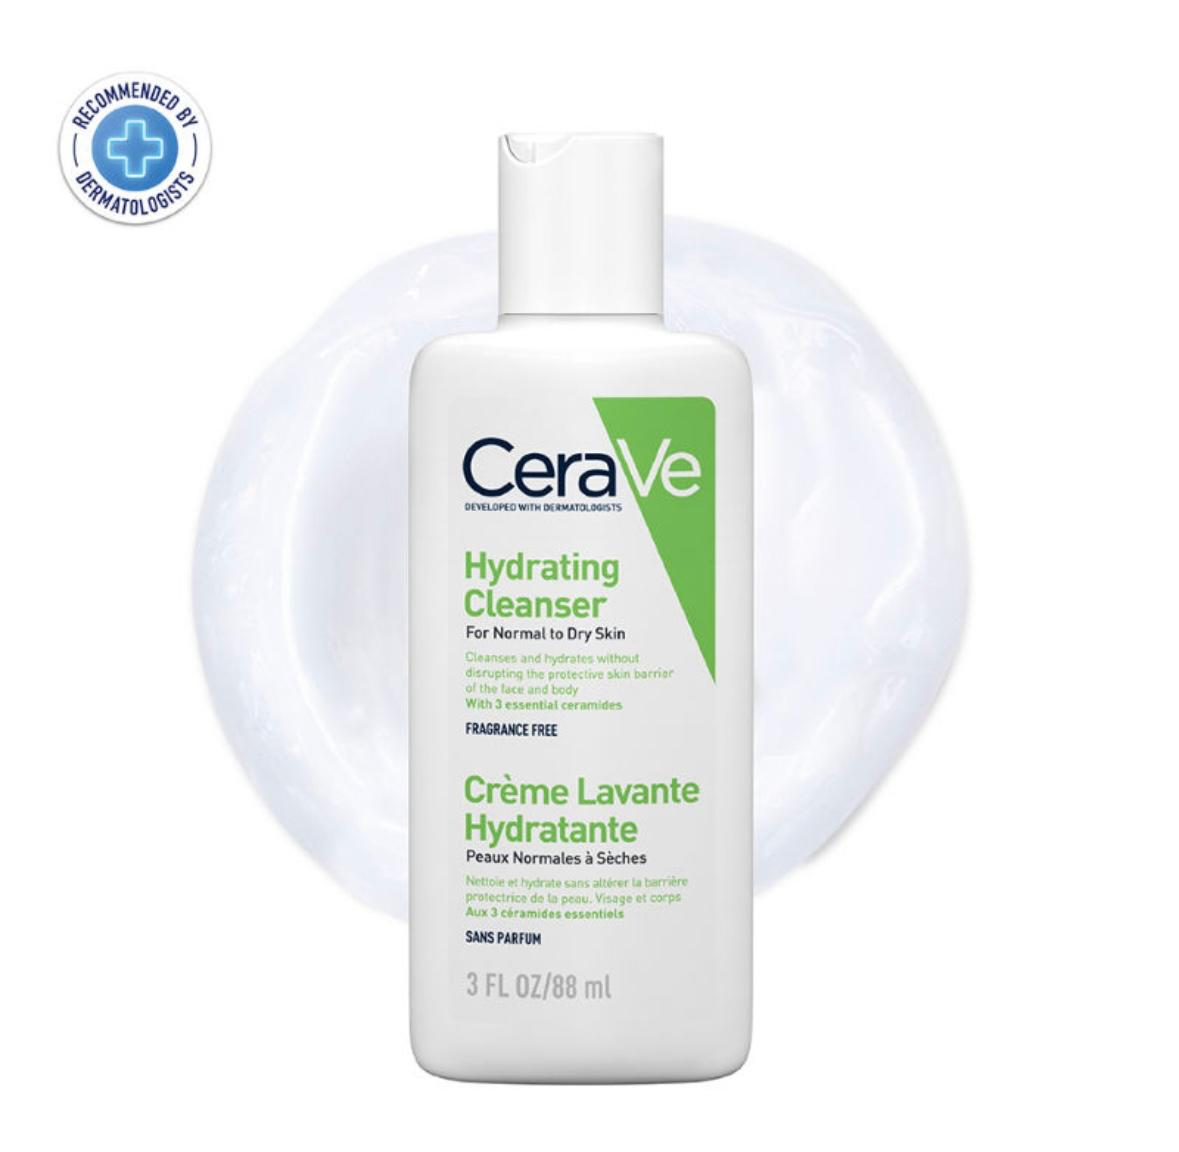 RECOMMENDED BY
DERMATOLOGISTS
CeraVe
DEVELOPED WITH DERMATOLOGISTS
Hydrating
Cleanser
For Normal to Dry Skin
Cleanses and hydrates without
disrupting the protective skin barrier
of the face and body
With 3 essential ceramides
FRAGRANCE FREE
Crème Lavante
Hydratante
Peaux Normales à Sèches
Nettoie et hydrate sans altérer la barrière
protectrice de la peau. Visage et corps
Aux 3 céramides essentiels
SANS PARFUM
3 FL OZ/88 ml